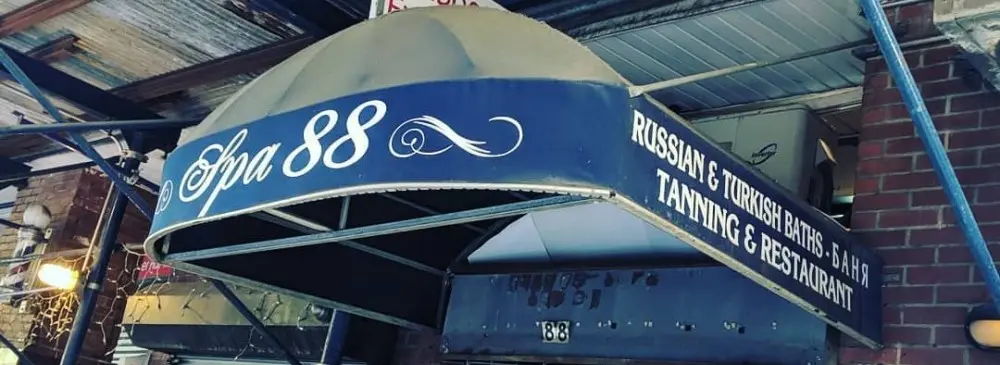 Spa 88
RUSSIAN & TURKISH BATHS - БАНЯ
TANNING & RESTAURANT
88